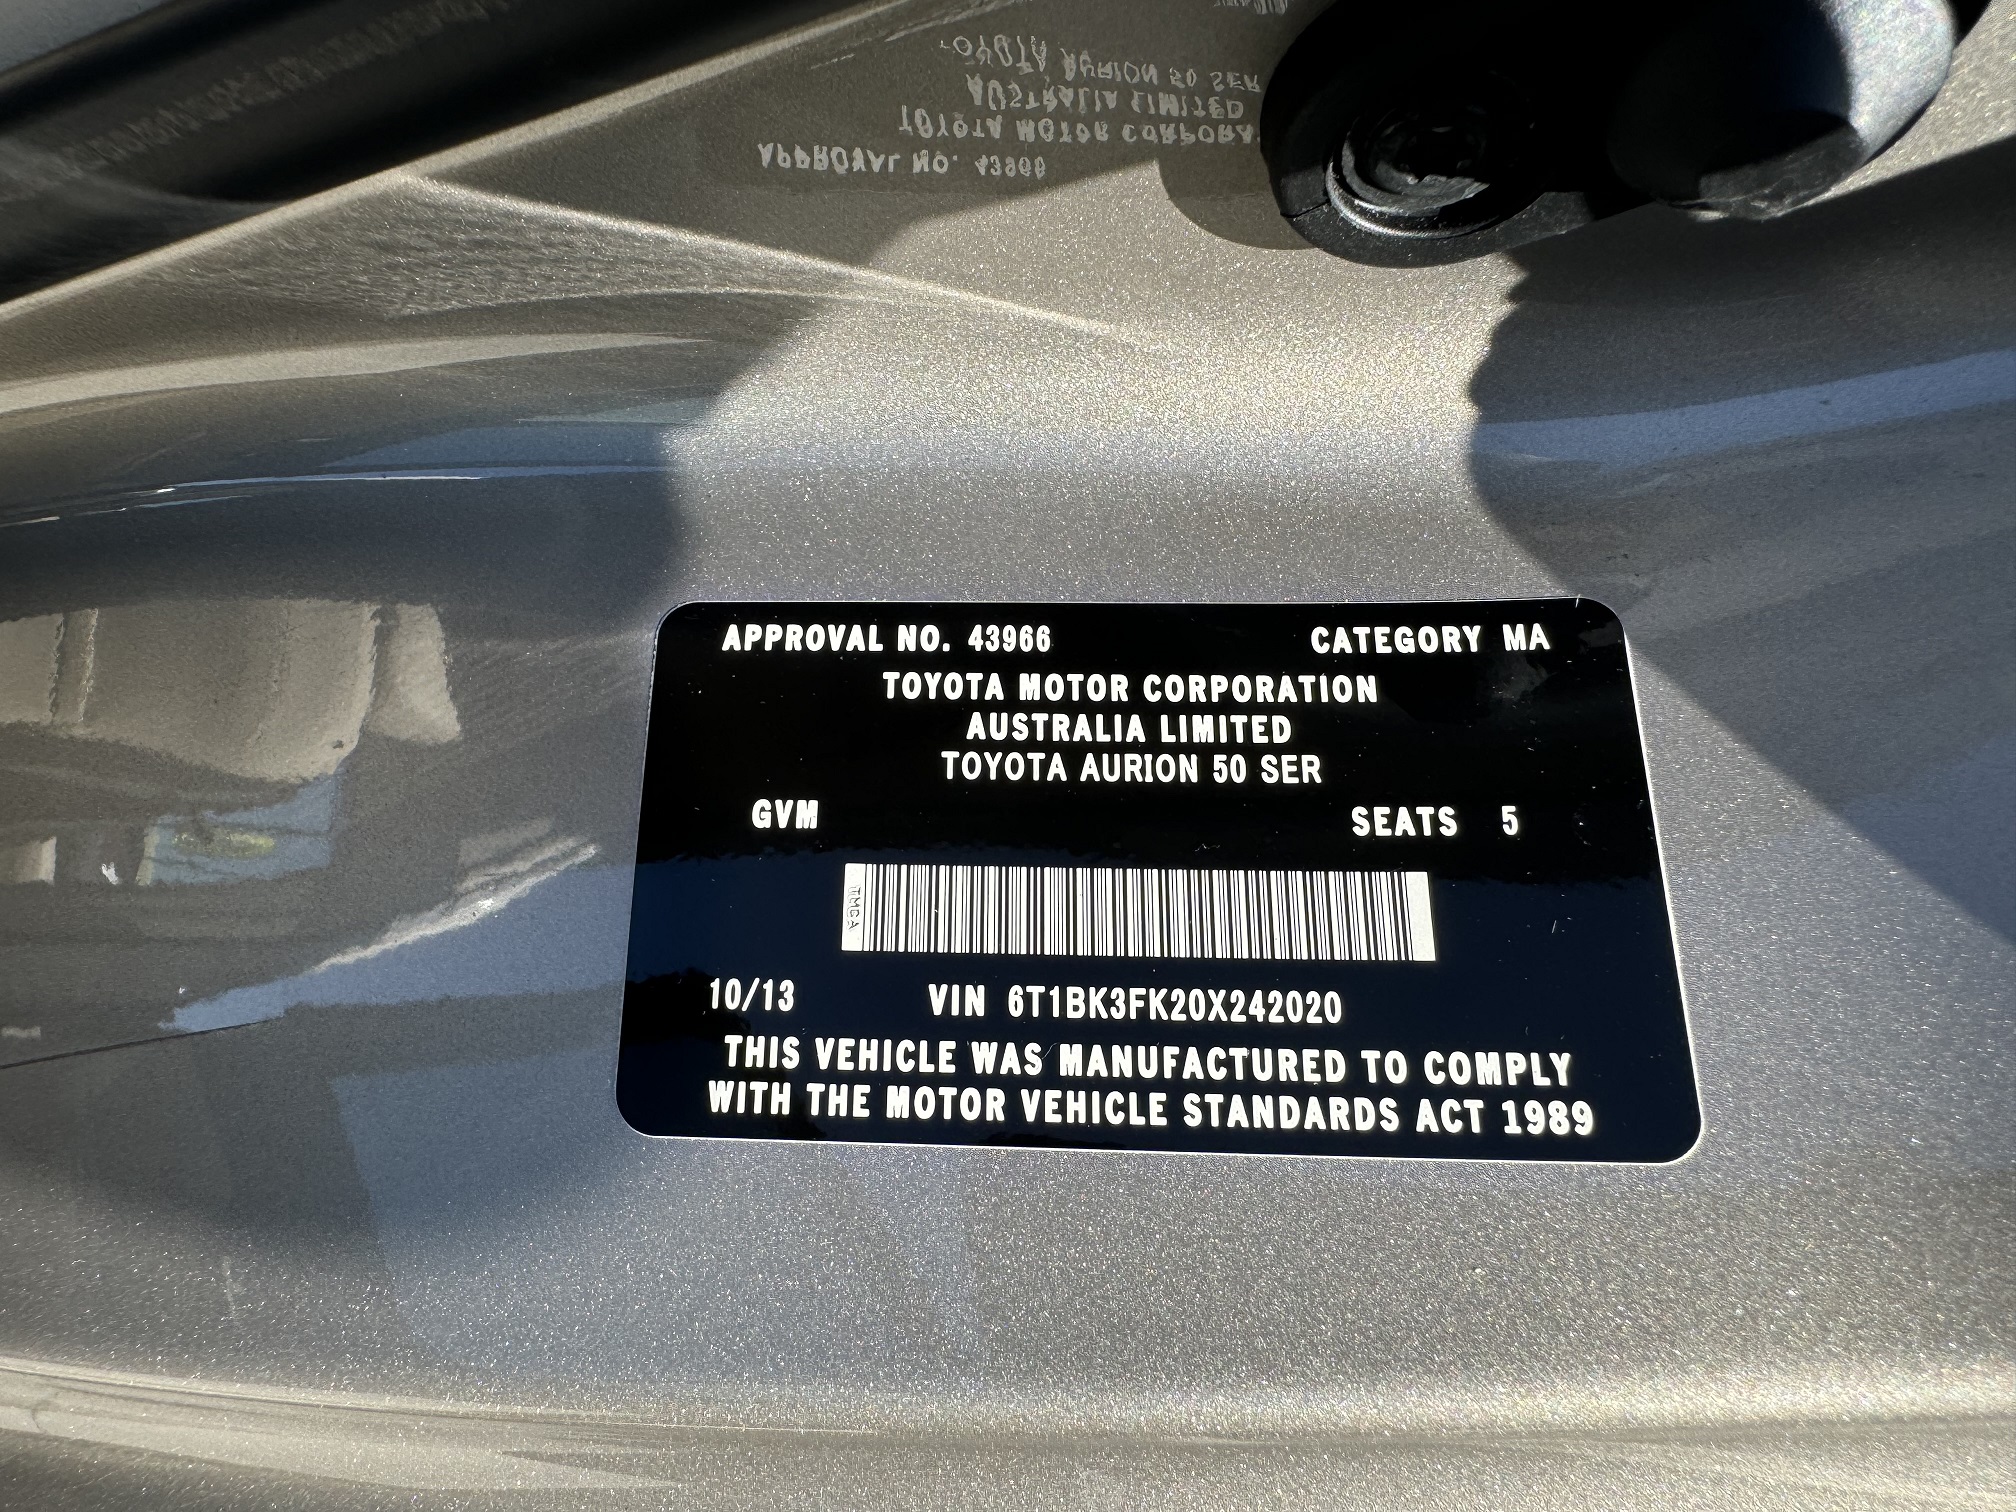 APPROVAL NO. 43966 CATEGORY MA
TOYOTA MOTOR CORPORATION
AUSTRALIA LIMITED
TOYOTA AURION 50 SER
GVM SEATS 5
TMCA
10/13 VIN 6T1BK3FK20X242020
THIS VEHICLE WAS MANUFACTURED TO COMPLY
WITH THE MOTOR VEHICLE STANDARDS ACT 1989